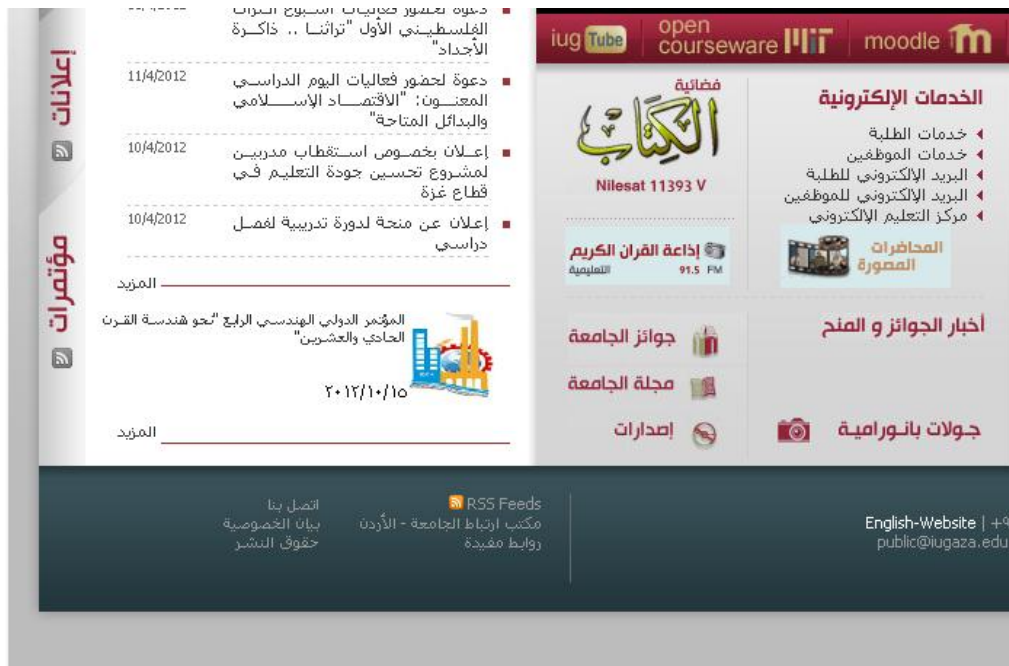 iug Tube
open courseware MIT
moodle
الخدمات الإلكترونية
خدمات الطلبة
خدمات الموظفين
البريد الإلكتروني للطلبة
البريد الإلكتروني للموظفين
مركز التعليم الإلكتروني
المحاضرات
المصورة
فضائية
الكتاب
Nilesat 11393 V
إذاعة القران الكريم
التعليمية 91.5 FM
أخبار الجوائز و المنح
جولات بانورامية
جوائز الجامعة
مجلة الجامعة
إصدارات
إعلانات
دعوة لحضور فعاليات أسبوع التراث
الفلسطيني الأول "تراثنا .. ذاكرة
الأجداد"
11/4/2012
دعوة لحضور فعاليات اليوم الدراسي
المعنون: "الاقتصاد الإسلامي
والبدائل المتاحة"
10/4/2012
إعلان بخصوص استقطاب مدربين
لمشروع تحسين جودة التعليم في
قطاع غزة
10/4/2012
إعلان عن منحة لدورة تدريبية لفصل
دراسي
المزيد
مؤتمرات
المؤتمر الدولي الهندسي الرابع "نحو هندسة القرن
الحادي والعشرين"
٢٠١٢/١٠/١٥
المزيد
English-Website | +٩
public@iugaza.edu
RSS Feeds
مكتب ارتباط الجامعة - الأردن
روابط مفيدة
اتصل بنا
بيان الخصوصية
حقوق النشر